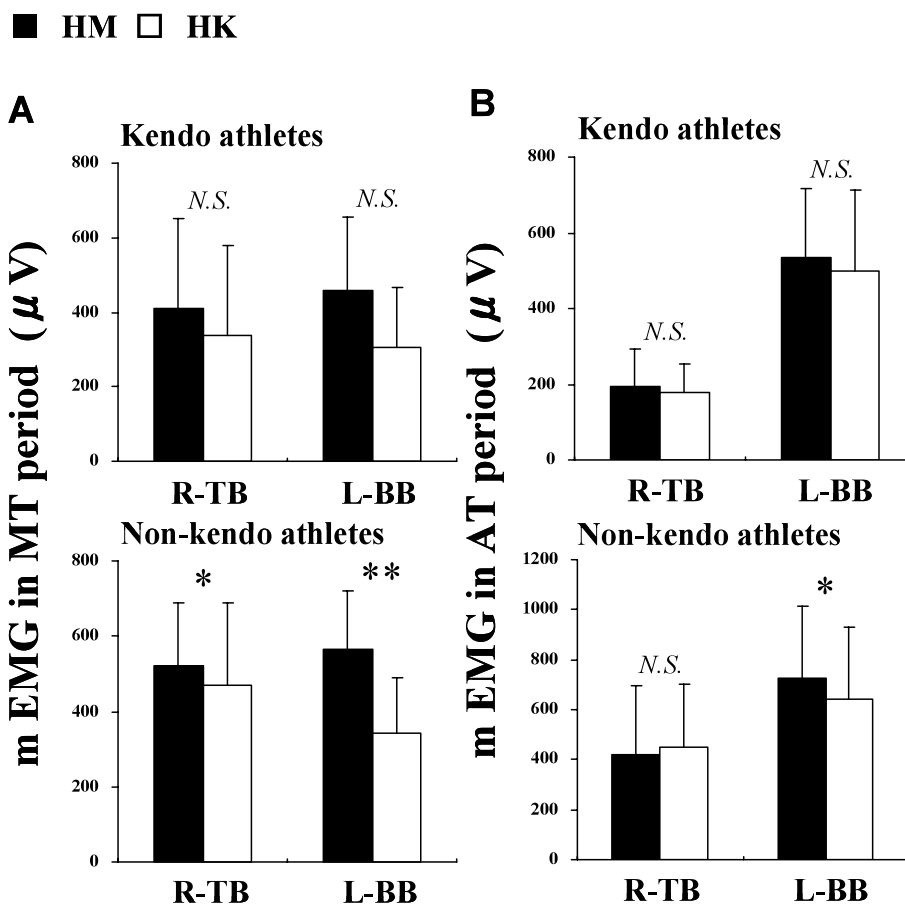 HM HK
A
Kendo athletes
m EMG in MT period (μV)
800
600
400
200
0
N.S. N.S.
R-TB L-BB
Non-kendo athletes
800
600
400
200
0
* **
R-TB L-BB
B
Kendo athletes
m EMG in AT period (μV)
800
600
400
200
0
N.S. N.S.
R-TB L-BB
Non-kendo athletes
1200
1000
800
600
400
200
0
N.S. *
R-TB L-BB